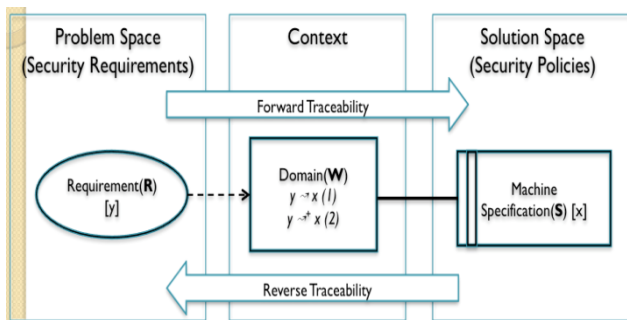 Problem Space
(Security Requirements)
Context
Solution Space
(Security Policies)
Forward Traceability
Requirement(R)
[y]
Domain(W)
y ⤳ x (1)
y ⤳⁺ x (2)
Machine
Specification(S) [x]
Reverse Traceability